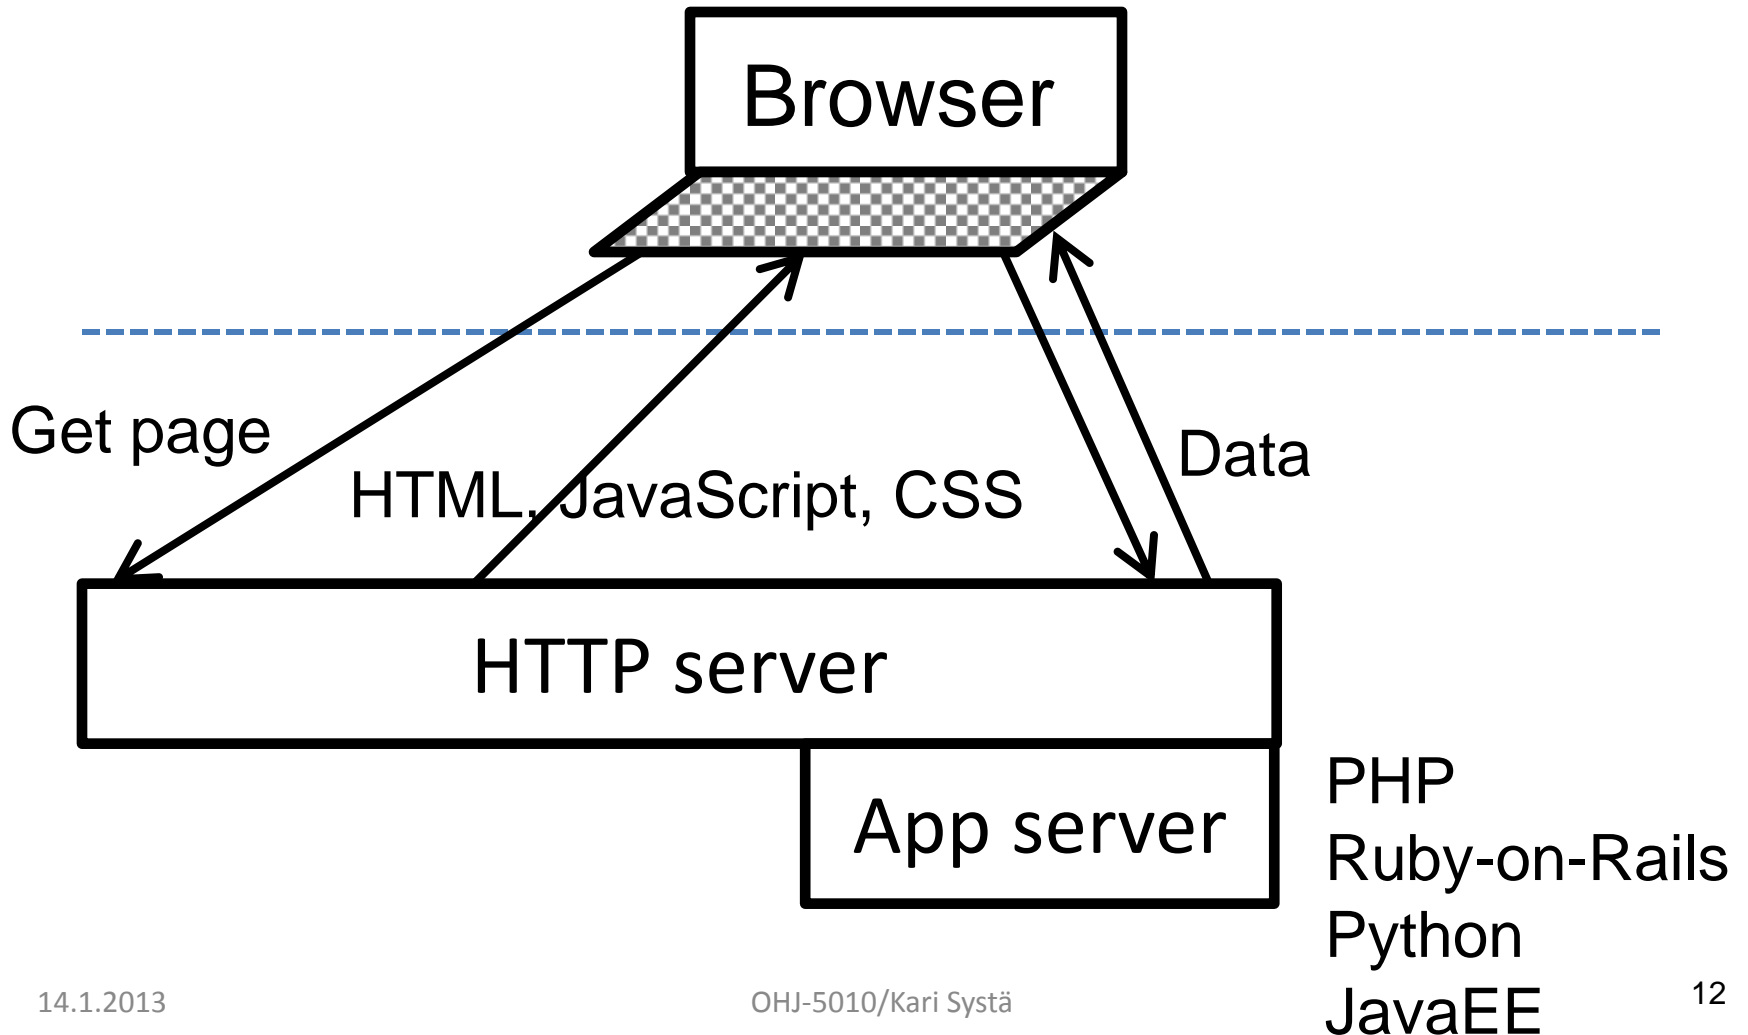 Browser
Get page
Data
HTML, JavaScript, CSS
HTTP server
App server
PHP
Ruby-on-Rails
Python
JavaEE
14.1.2013
OHJ-5010/Kari Systä
12